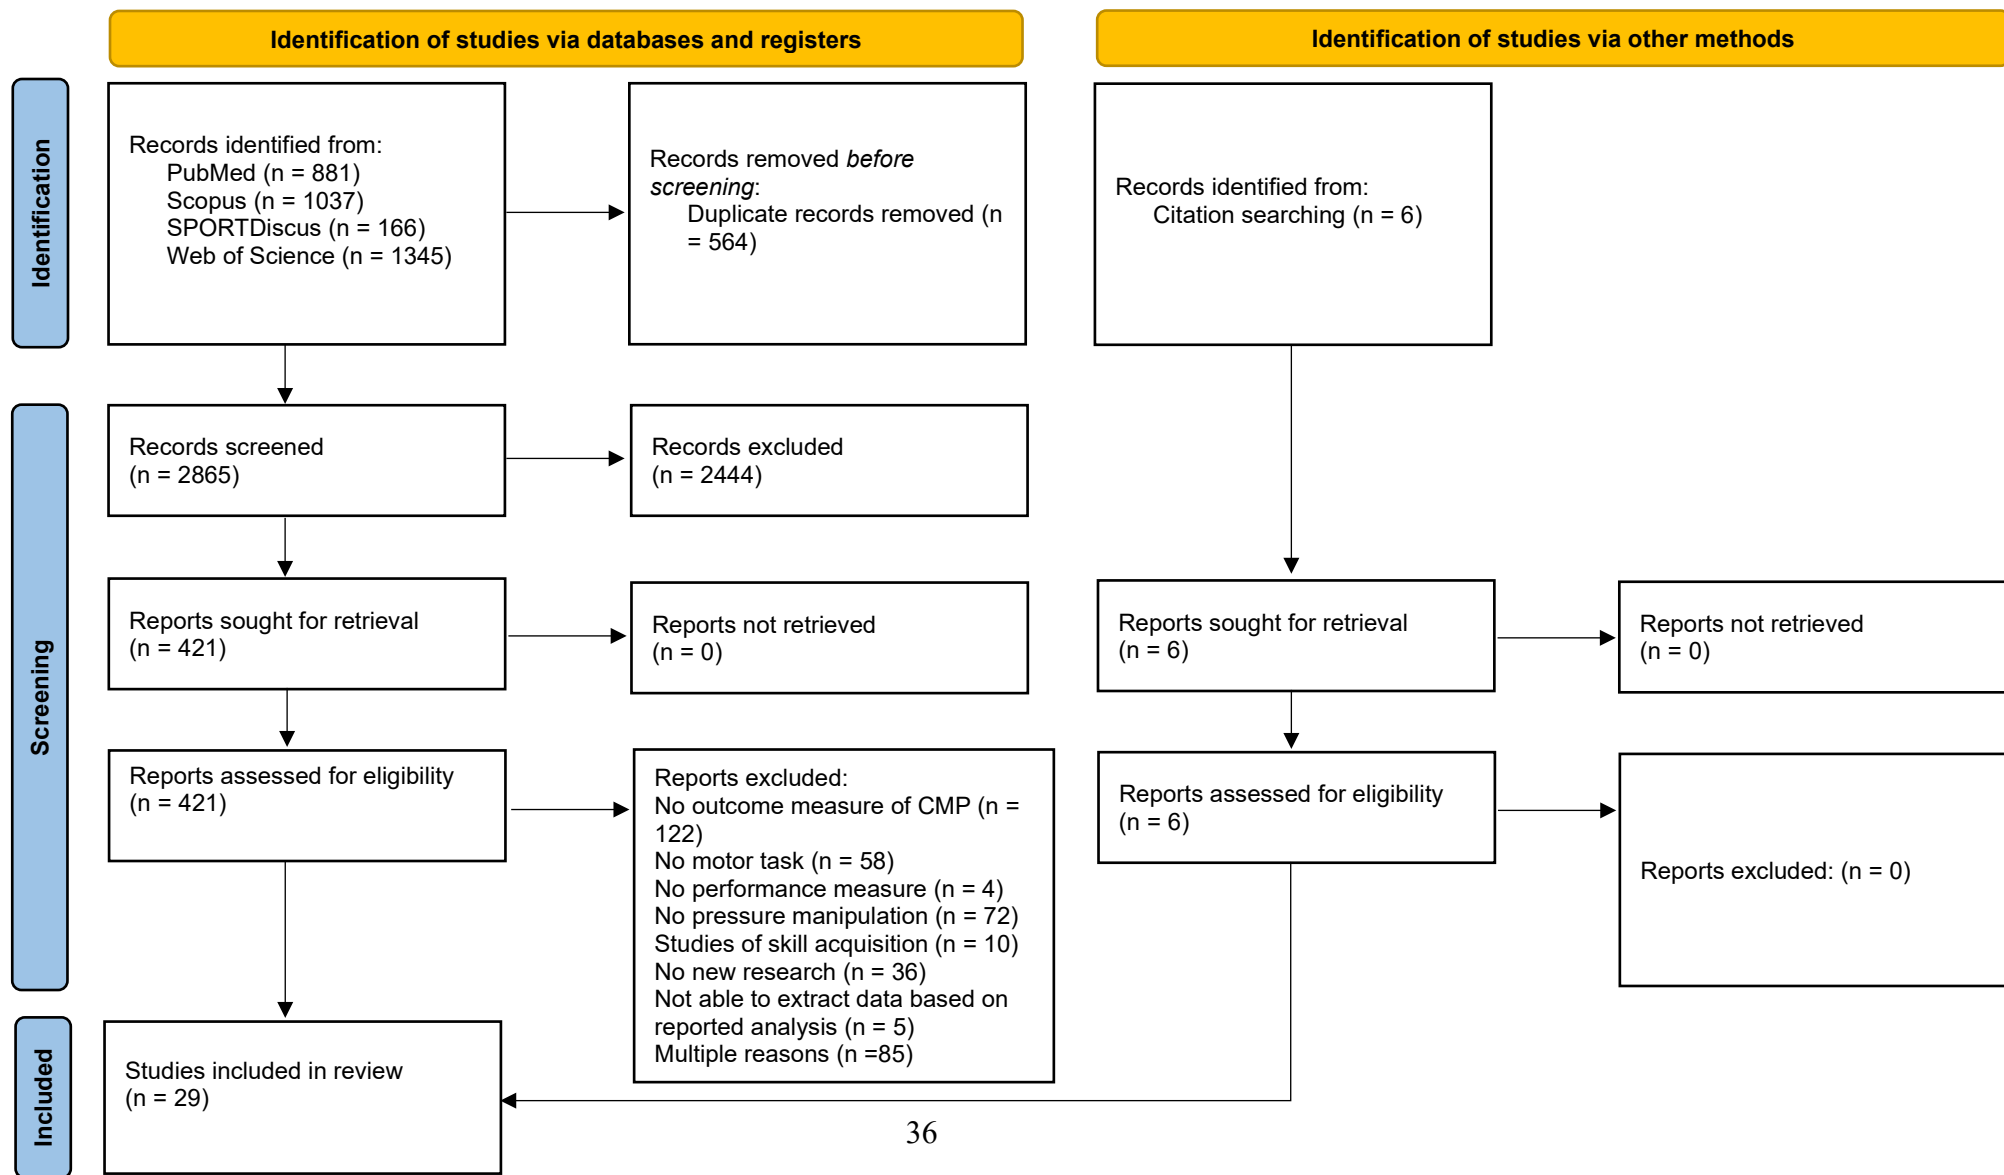 Identification of studies via databases and registers
Identification of studies via other methods
Identification
Records identified from:
PubMed (n = 881)
Scopus (n = 1037)
SPORTDiscus (n = 166)
Web of Science (n = 1345)
Records removed before
screening:
Duplicate records removed (n
= 564)
Records identified from:
Citation searching (n = 6)
Screening
Records screened
(n = 2865)
Records excluded
(n = 2444)
Reports sought for retrieval
(n = 421)
Reports not retrieved
(n = 0)
Reports sought for retrieval
(n = 6)
Reports not retrieved
(n = 0)
Reports assessed for eligibility
(n = 421)
Reports excluded:
No outcome measure of CMP (n =
122)
No motor task (n = 58)
No performance measure (n = 4)
No pressure manipulation (n = 72)
Studies of skill acquisition (n = 10)
No new research (n = 36)
Not able to extract data based on
reported analysis (n = 5)
Multiple reasons (n =85)
Reports assessed for eligibility
(n = 6)
Reports excluded: (n = 0)
Included
Studies included in review
(n = 29)
36